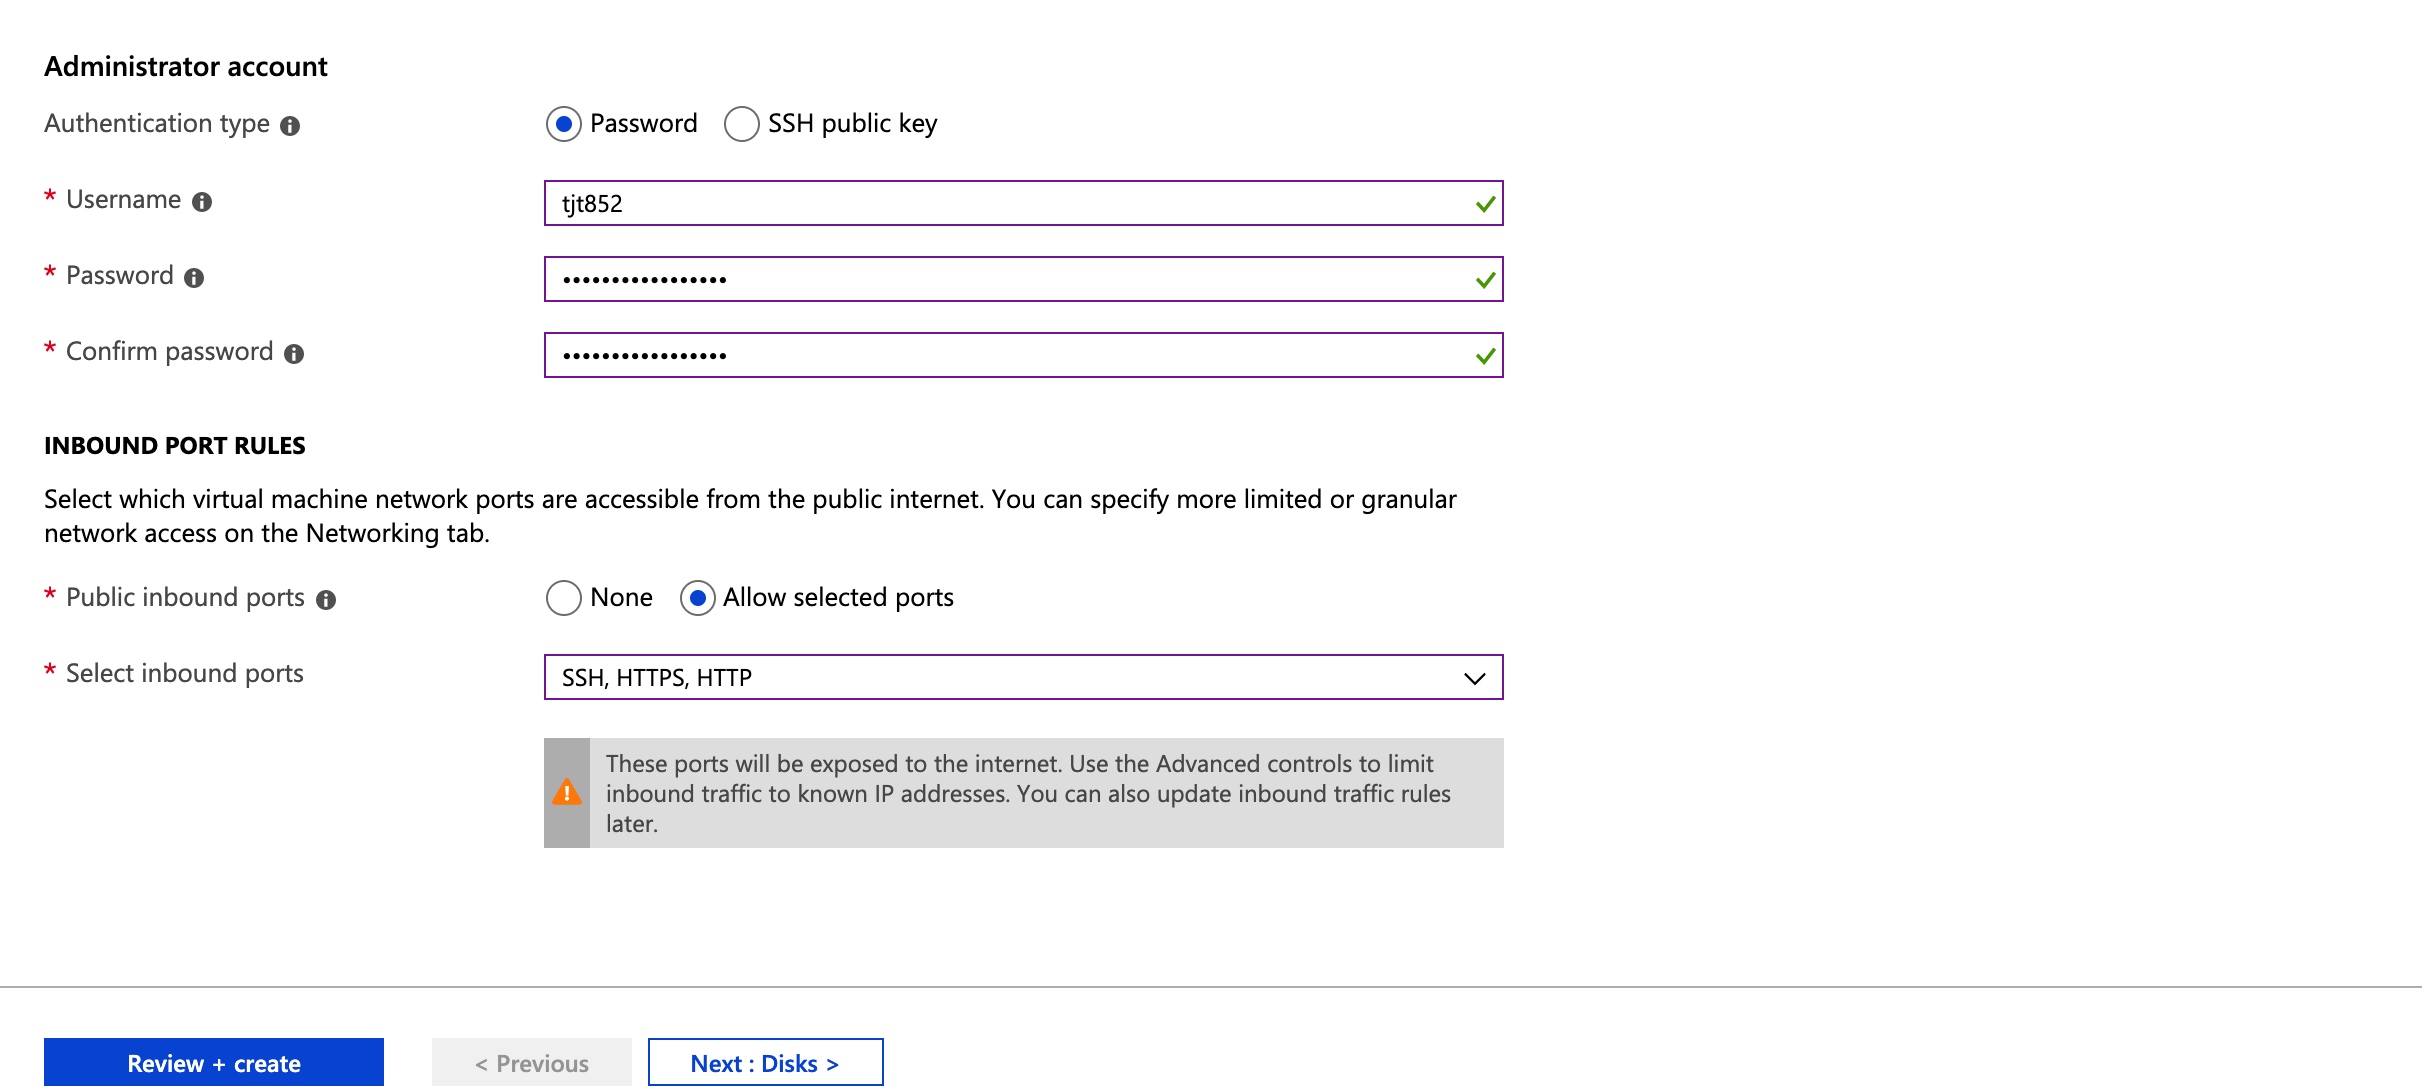 Administrator account
Authentication type Password SSH public key
* Username tjt852
* Password •••••••••••••••••
* Confirm password •••••••••••••••••
INBOUND PORT RULES
Select which virtual machine network ports are accessible from the public internet. You can specify more limited or granular
network access on the Networking tab.
* Public inbound ports None Allow selected ports
* Select inbound ports SSH, HTTPS, HTTP
These ports will be exposed to the internet. Use the Advanced controls to limit
inbound traffic to known IP addresses. You can also update inbound traffic rules
later.
Review + create < Previous Next : Disks >